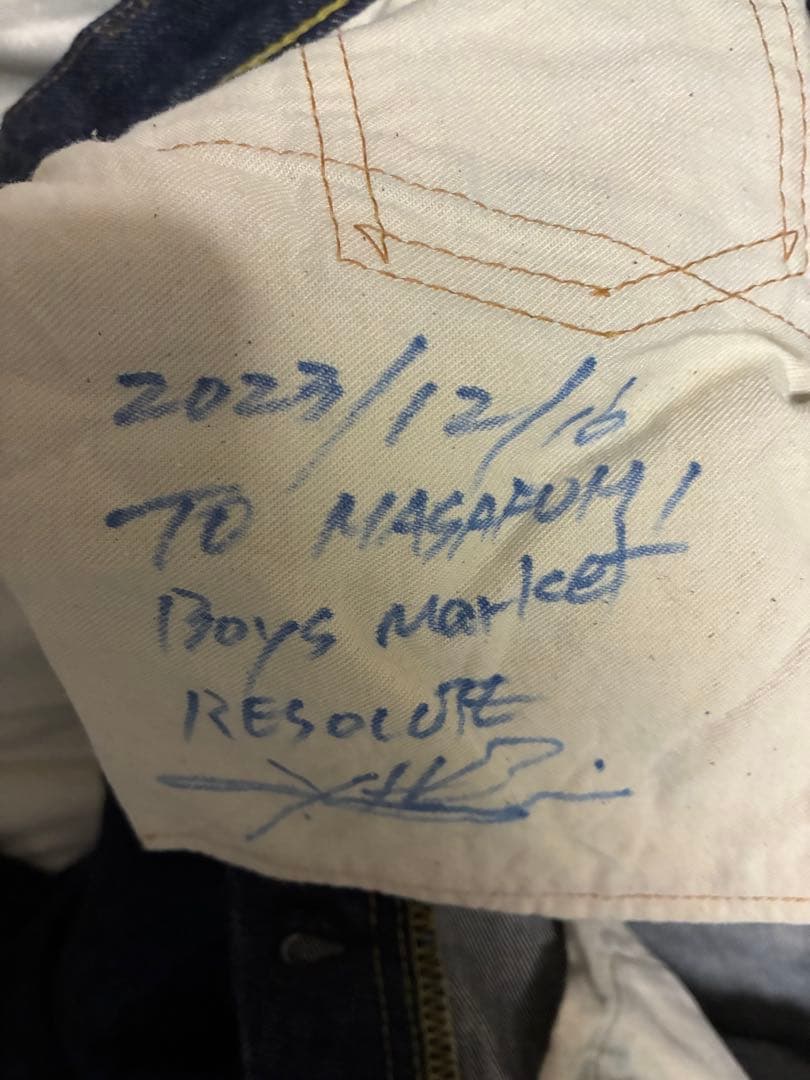 2023/12/16
TO MASAFUMI
Boys Market
RESOLUTE